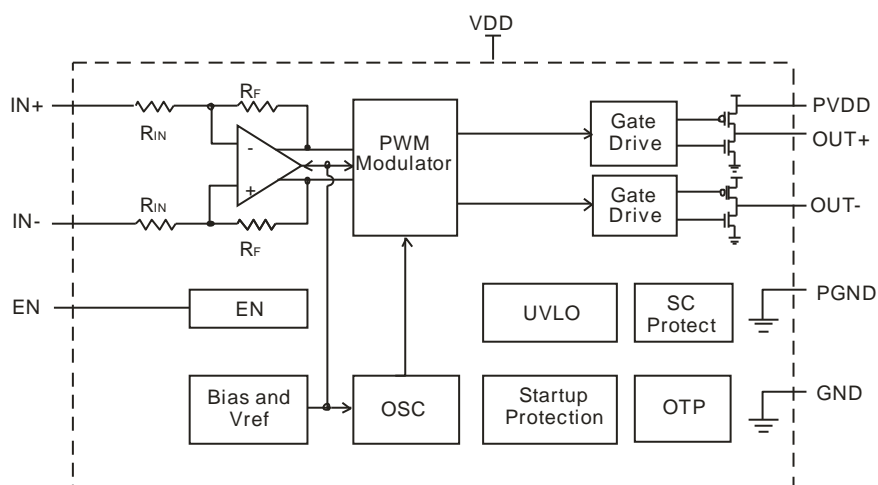 VDD
IN+
RIN
RF
-
+
IN-
RIN
RF
PWM
Modulator
Gate
Drive
PVDD
OUT+
Gate
Drive
OUT-
EN
EN
UVLO
SC
Protect
PGND
Bias and
Vref
OSC
Startup
Protection
OTP
GND